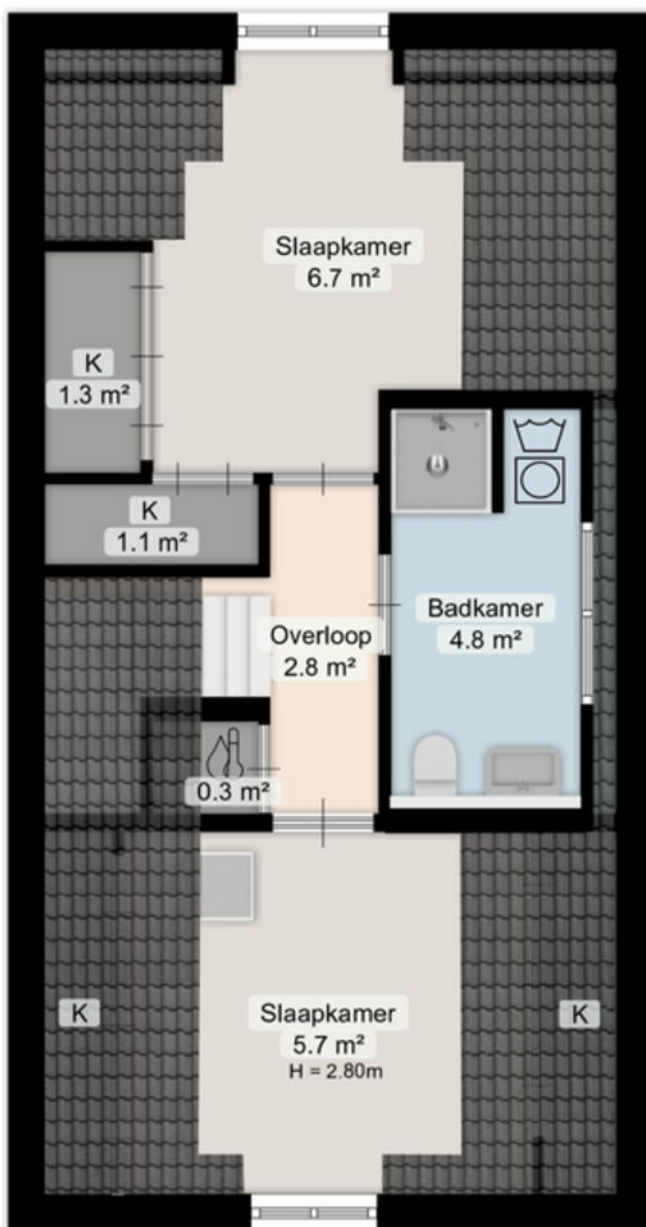 Slaapkamer
6.7 m²
K
1.3 m²
K
1.1 m²
Badkamer
4.8 m²
Overloop
2.8 m²
0.3 m²
Slaapkamer
5.7 m²
H = 2.80m
K
K